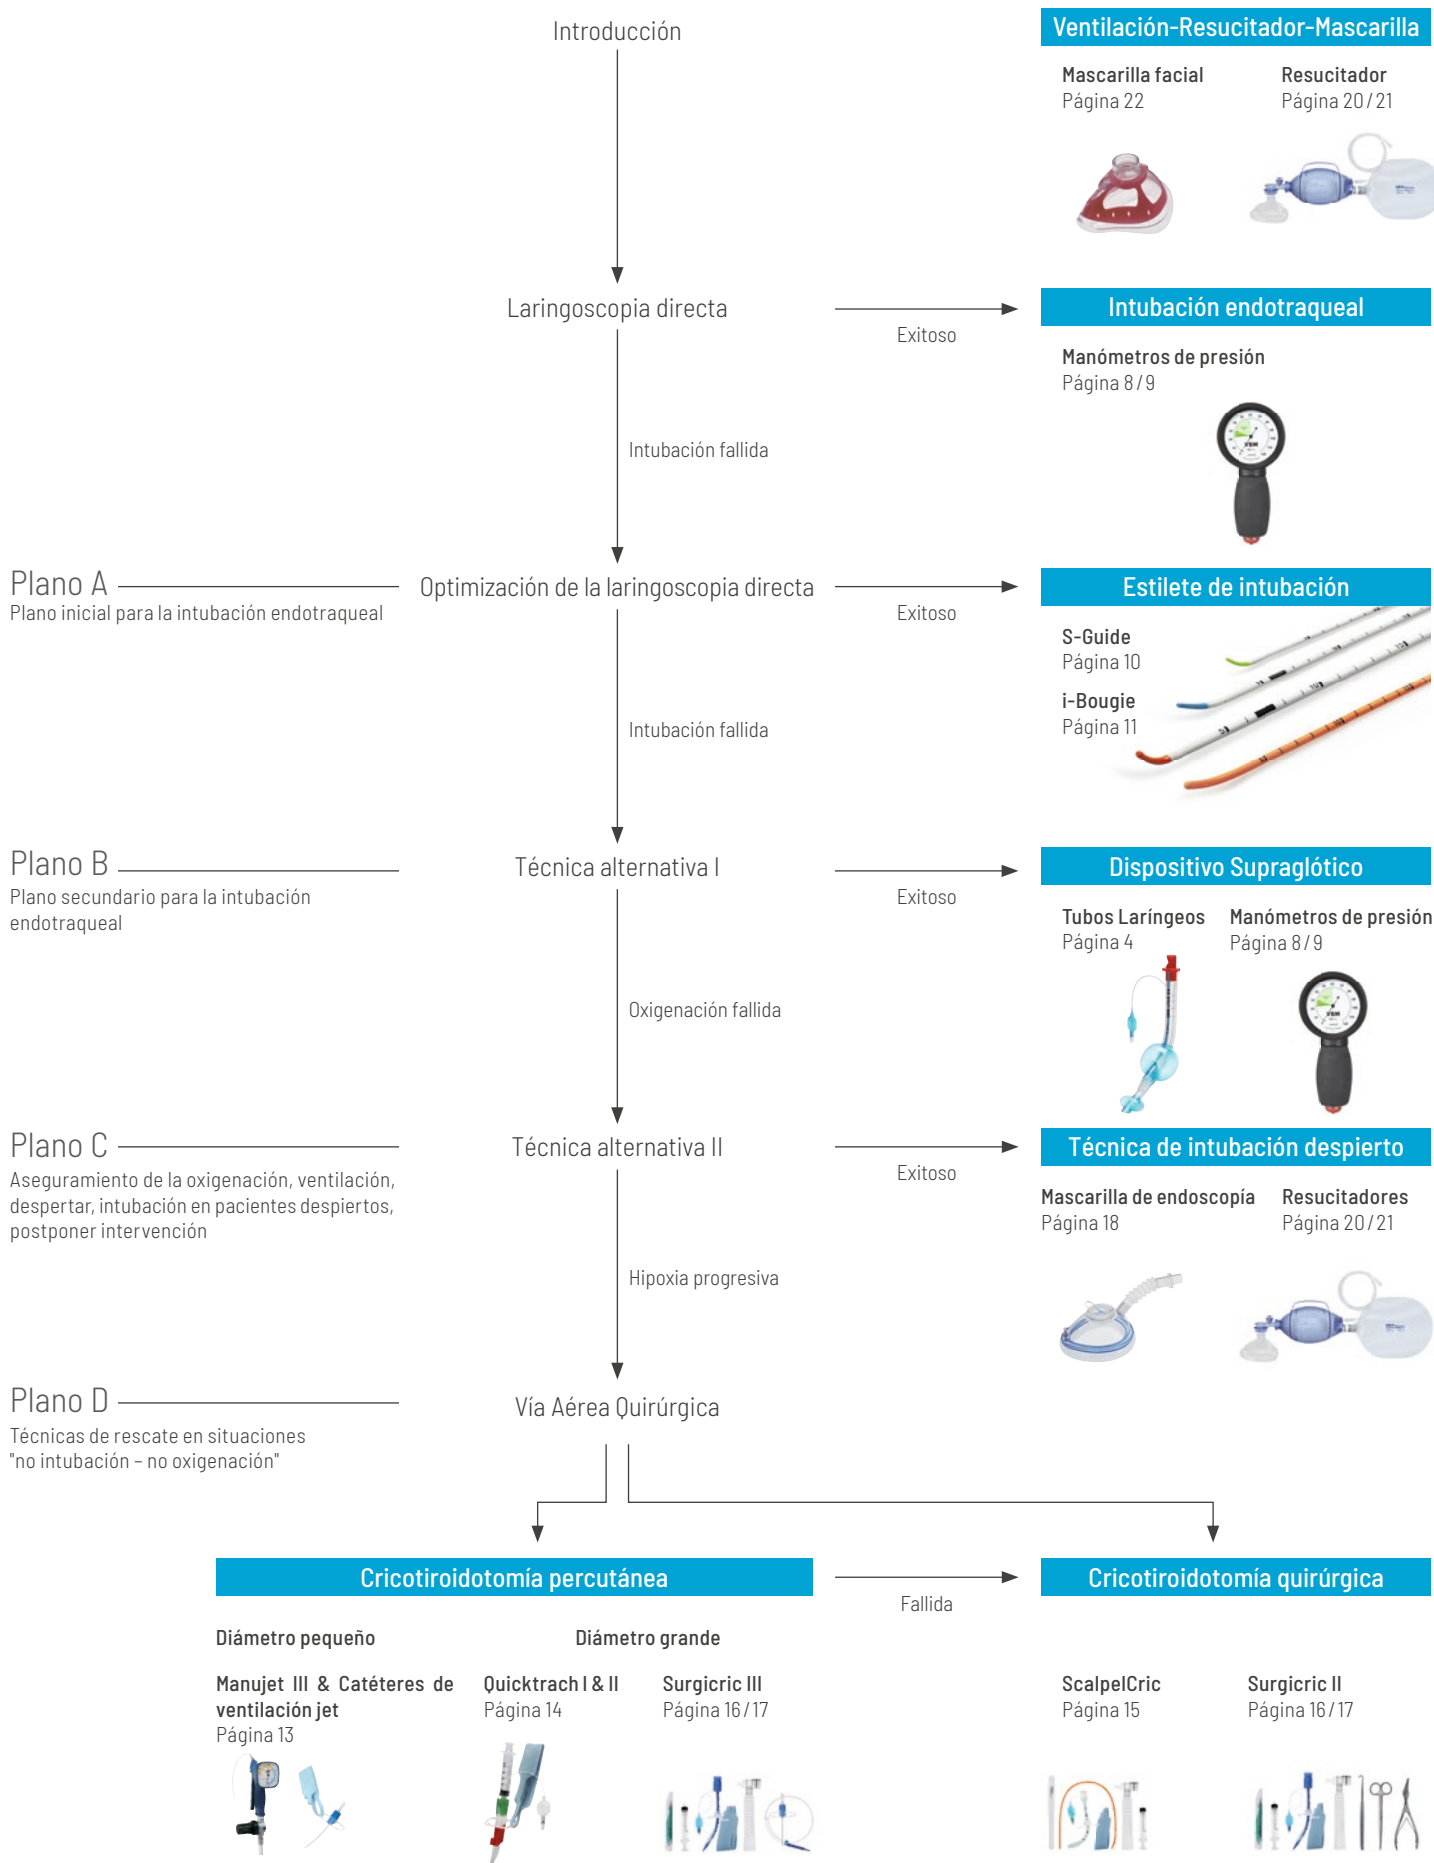 Introducción
Ventilación-Resucitador-Mascarilla
Mascarilla facial
Página 22
Resucitador
Página 20/21
Laringoscopia directa
Exitoso
Intubación endotraqueal
Manómetros de presión
Página 8/9
VBM
Intubación fallida
Plano A
Plano inicial para la intubación endotraqueal
Optimización de la laringoscopia directa
Exitoso
Estilete de intubación
S-Guide
Página 10
i-Bougie
Página 11
Intubación fallida
Plano B
Plano secundario para la intubación
endotraqueal
Técnica alternativa I
Exitoso
Dispositivo Supraglótico
Tubos Laríngeos
Página 4
Manómetros de presión
Página 8/9
VBM
Oxigenación fallida
Plano C
Aseguramiento de la oxigenación, ventilación,
despertar, intubación en pacientes despiertos,
postponer intervención
Técnica alternativa II
Exitoso
Técnica de intubación despierto
Mascarilla de endoscopía
Página 18
Resucitadores
Página 20/21
Hipoxia progresiva
Plano D
Técnicas de rescate en situaciones
"no intubación – no oxigenación"
Vía Aérea Quirúrgica
Cricotiroidotomía percutánea
Fallida
Cricotiroidotomía quirúrgica
Diámetro pequeño
Diámetro grande
Manujet III & Catéteres de
ventilación jet
Página 13
Quicktrach I & II
Página 14
Surgicric III
Página 16/17
ScalpelCric
Página 15
Surgicric II
Página 16/17